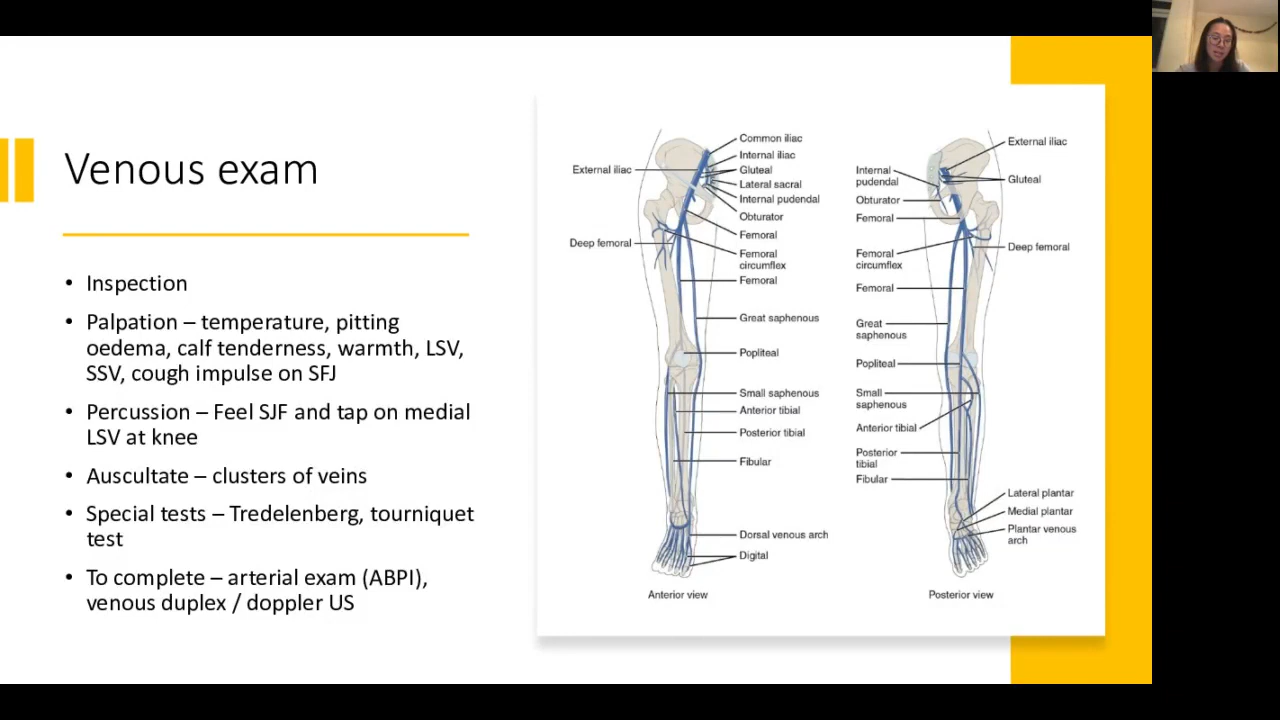 Venous exam
• Inspection
• Palpation – temperature, pitting
oedema, calf tenderness, warmth, LSV,
SSV, cough impulse on SFJ
• Percussion – Feel SJF and tap on medial
LSV at knee
• Auscultate – clusters of veins
• Special tests – Tredelenberg, tourniquet
test
• To complete – arterial exam (ABPI),
venous duplex / doppler US
External iliac
Deep femoral
Common iliac
Internal iliac
Gluteal
Lateral sacral
Internal pudendal
Obturator
Femoral
Femoral
circumflex
Femoral
Great saphenous
Popliteal
Small saphenous
Anterior tibial
Posterior tibial
Fibular
Dorsal venous arch
Digital
Anterior view
Internal
pudendal
Obturator
Femoral
Femoral
circumflex
Femoral
Great
saphenous
Popliteal
Small
saphenous
Anterior tibial
Posterior
tibial
Fibular
External iliac
Gluteal
Deep femoral
Lateral plantar
Medial plantar
Plantar venous
arch
Posterior view